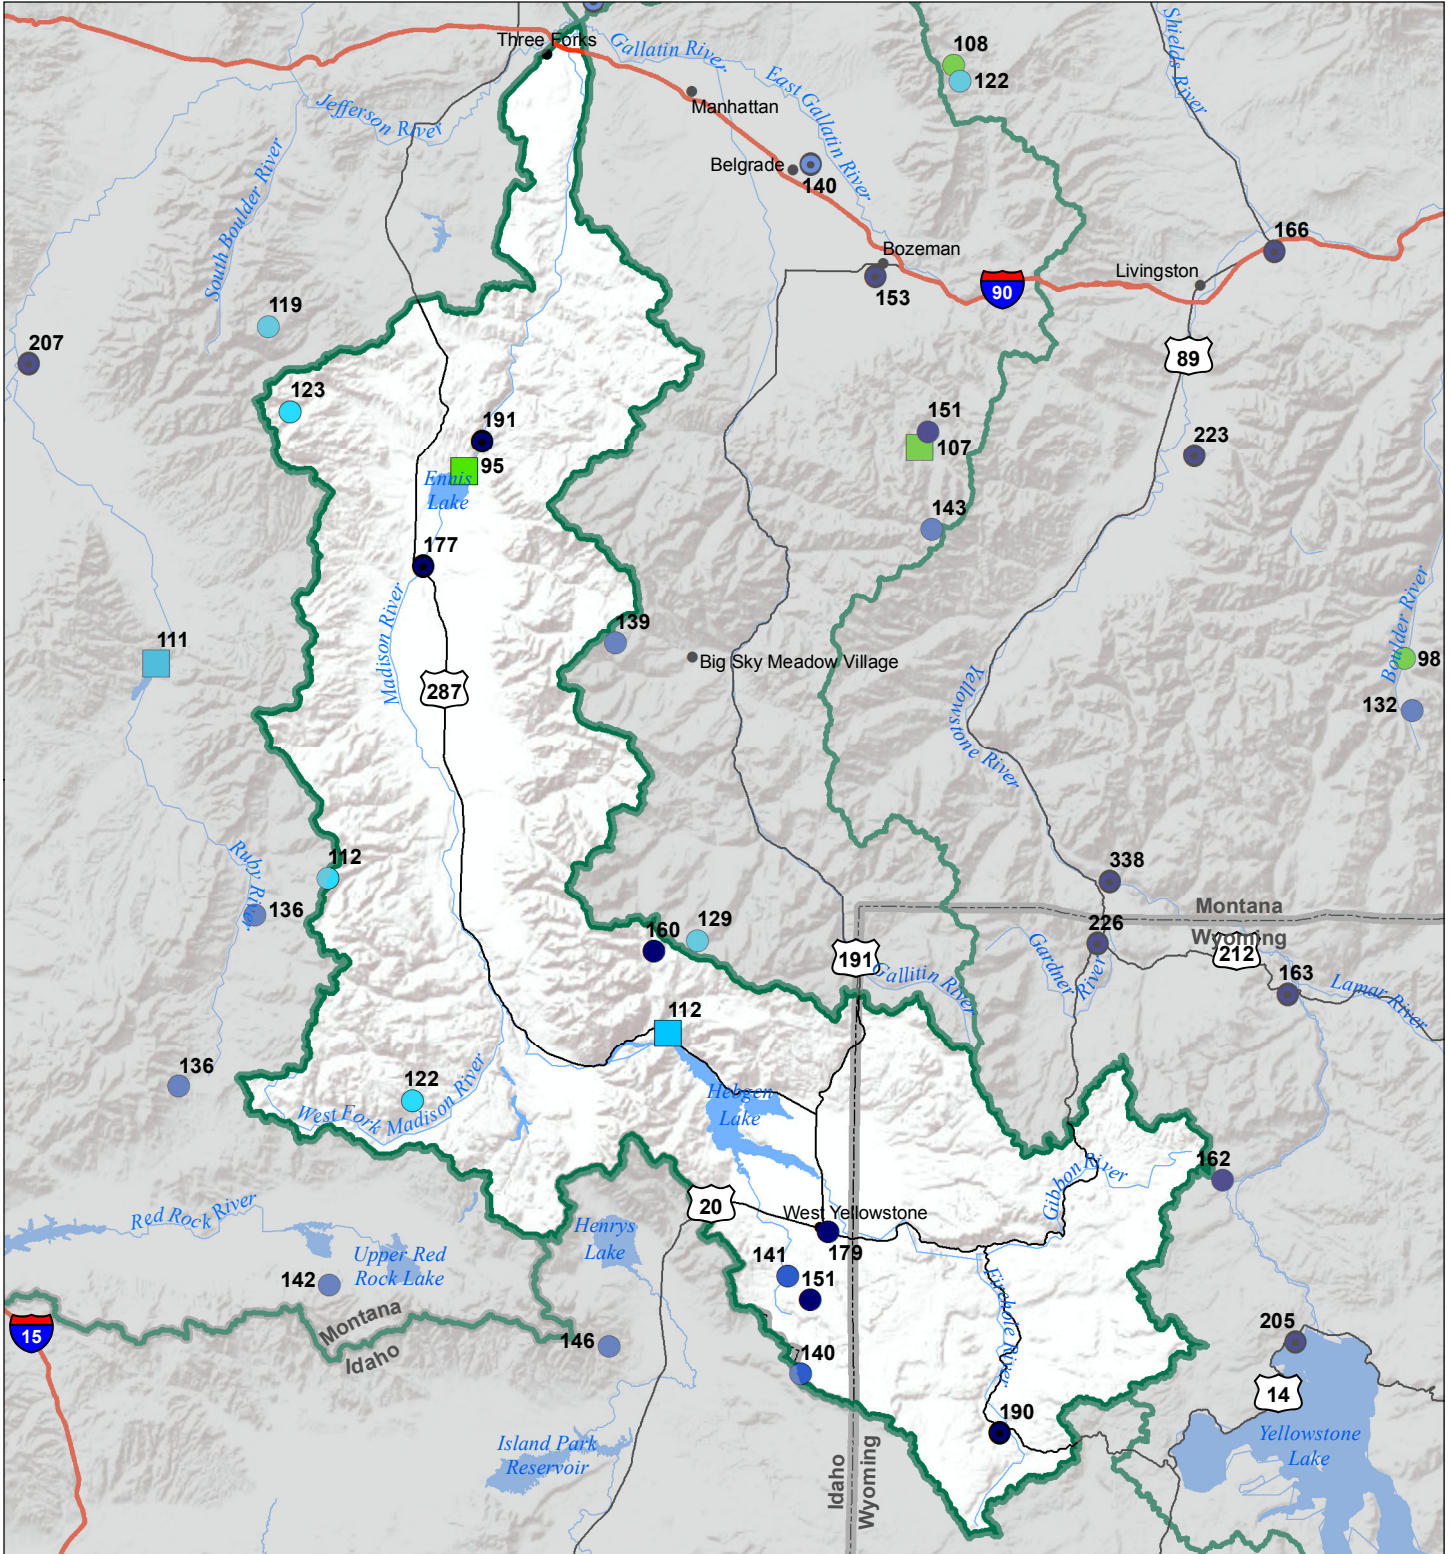 Three Forks
Gallatin River
Shields River
108
122
East Gallatin River
Manhattan
Jefferson River
Belgrade
140
South Boulder River
166
Bozeman
Livingston
153
90
119
207
89
123
191
151
107
223
95
Ennis
Lake
143
177
Madison River
Boulder River
139
111
Big Sky Meadow Village
98
287
132
Yellowstone River
Ruby River
112
338
136
Montana
Wyoming
160
129
226
212
191
Gallitin River
Gardner
River
163
Lamar River
112
136
122
Hebgen
Lake
West Fork Madison River
Gibbon River
162
20
West Yellowstone
Red Rock River
Henrys
Lake
179
Upper Red
Rock Lake
141
151
142
Firehole River
Montana
Idaho
15
146
205
140
14
190
Yellowstone
Lake
Island Park
Reservoir
Idaho
Wyoming